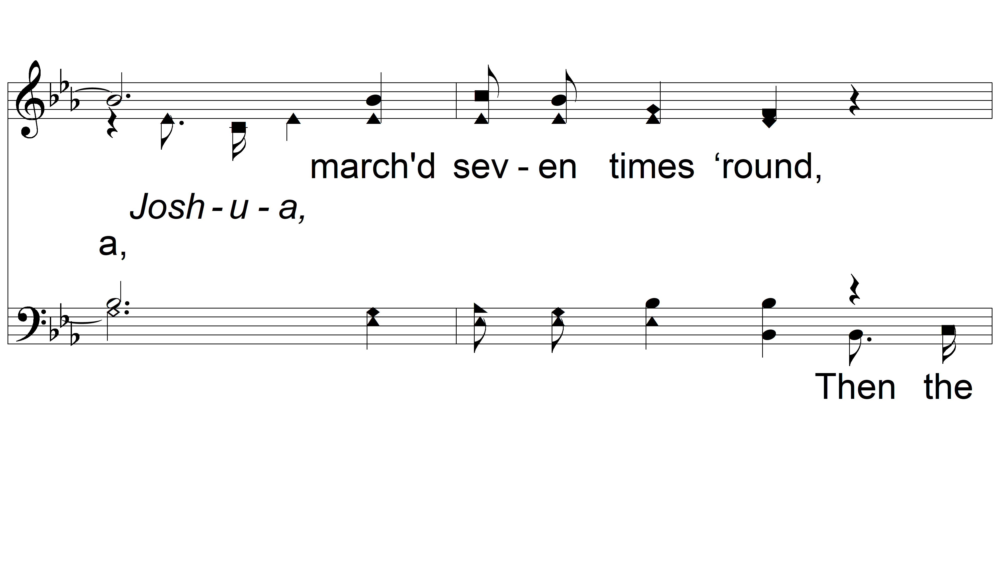 march'd sev - en times ‘round,
Josh - u - a,
a,
Then the